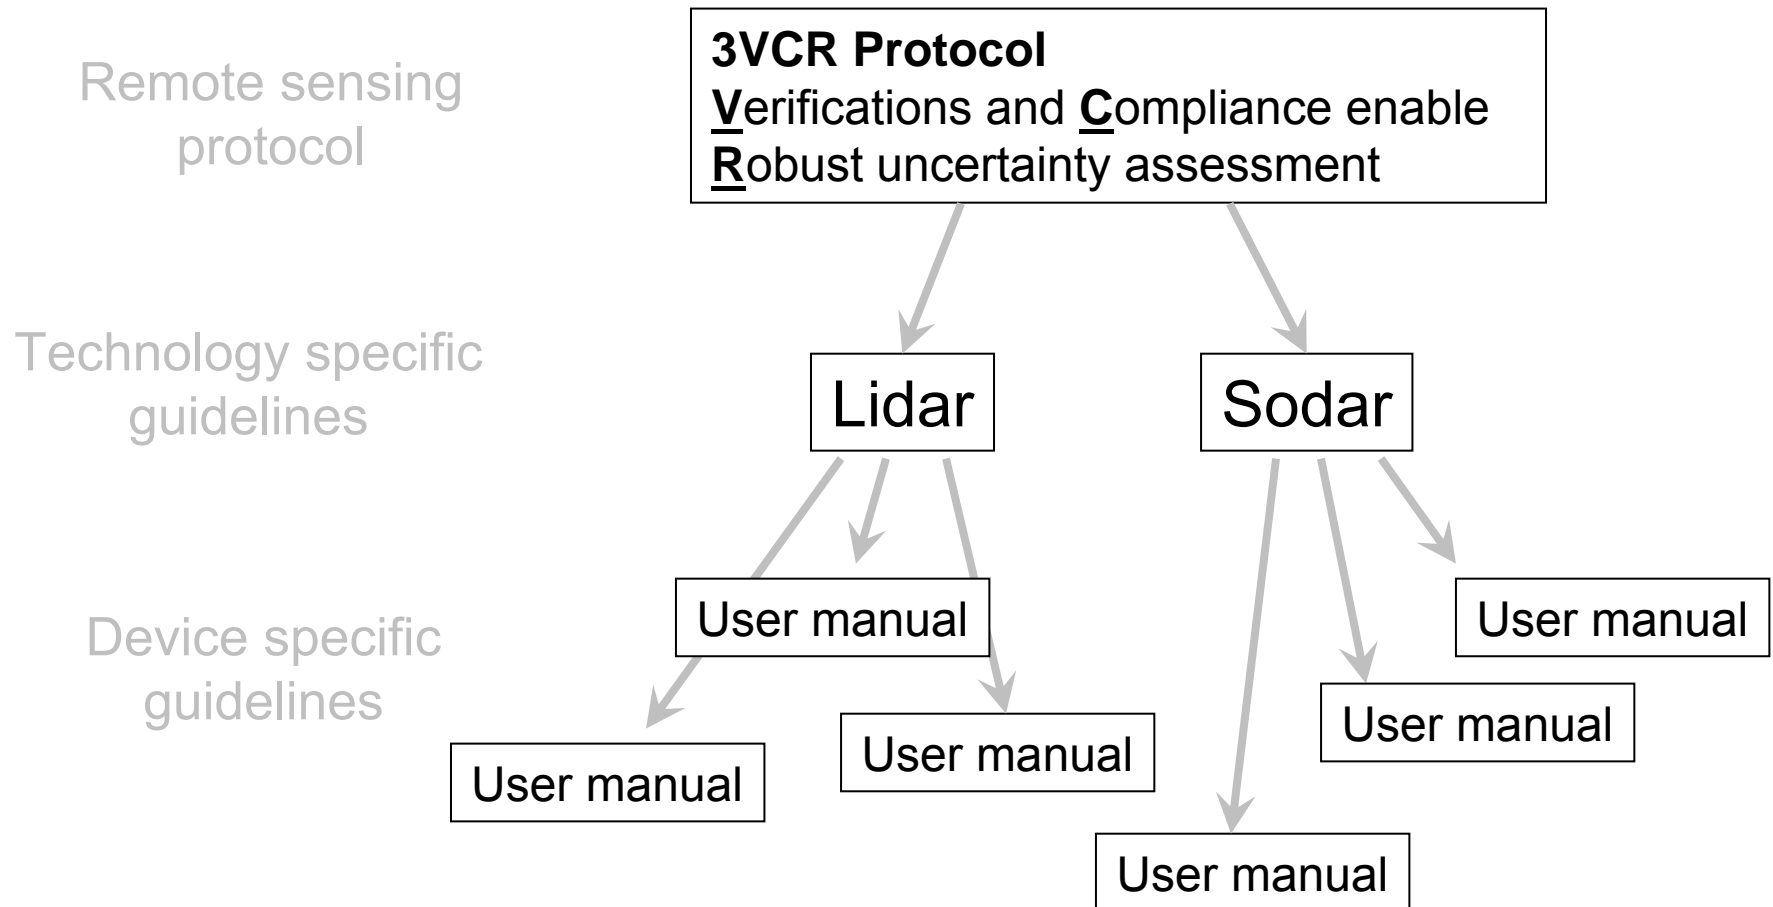 Remote sensing
protocol
3VCR Protocol
Verifications and Compliance enable
Robust uncertainty assessment
Technology specific
guidelines
Lidar
Sodar
Device specific
guidelines
User manual
User manual
User manual
User manual
User manual
User manual